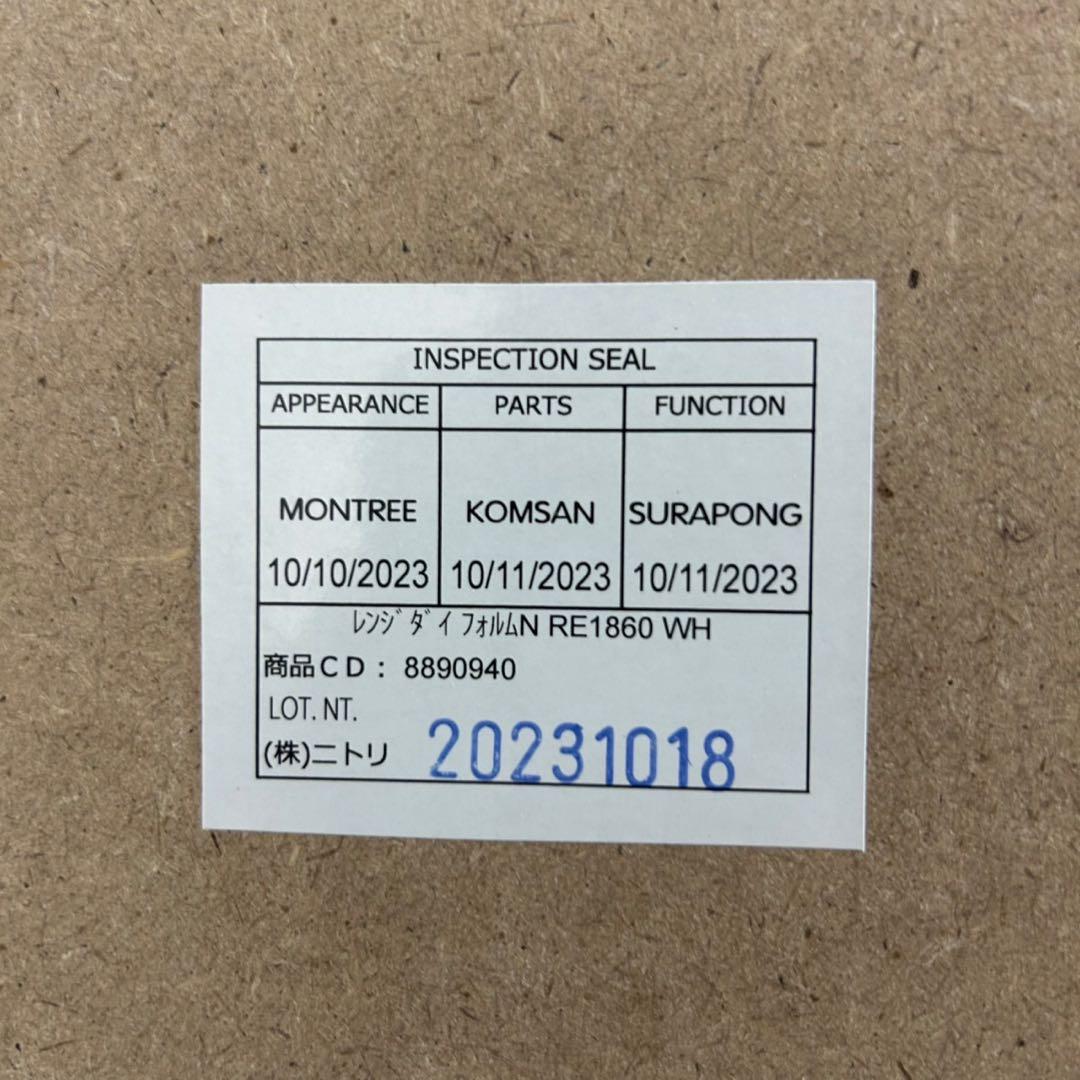 INSPECTION SEAL
APPEARANCE PARTS FUNCTION
MONTREE KOMSAN SURAPONG
10/10/2023 10/11/2023 10/11/2023
ﾚﾝｼﾞﾀﾞｲ ﾌｫﾙﾑN RE1860 WH
商品ＣＤ： 8890940
LOT. NT.
(株)ニトリ 20231018